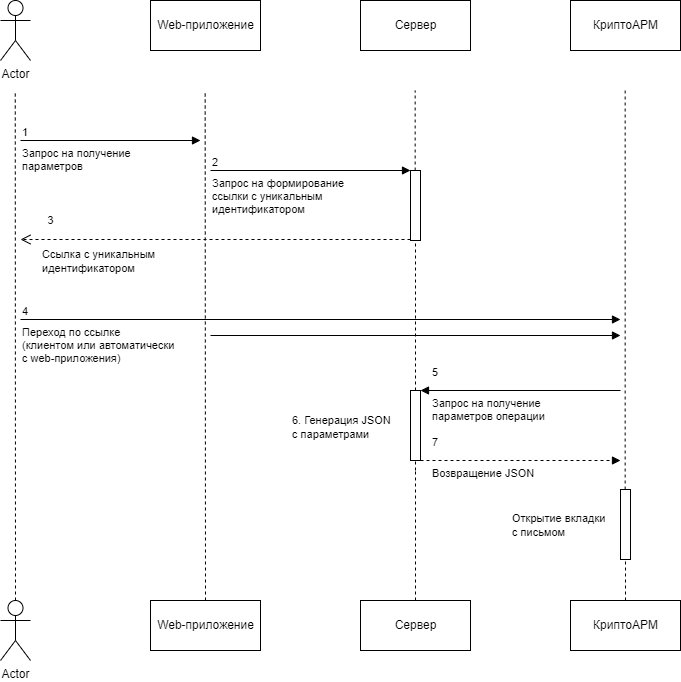 Web-приложение
Сервер
КриптоАРМ
Actor
1
Запрос на получение
параметров
2
Запрос на формирование
ссылки с уникальным
идентификатором
3
Ссылка с уникальным
идентификатором
4
Переход по ссылке
(клиентом или автоматически
с web-приложения)
5
Запрос на получение
параметров операции
6. Генерация JSON
с параметрами
7
Возвращение JSON
Открытие вкладки
с письмом
Web-приложение
Сервер
КриптоАРМ
Actor